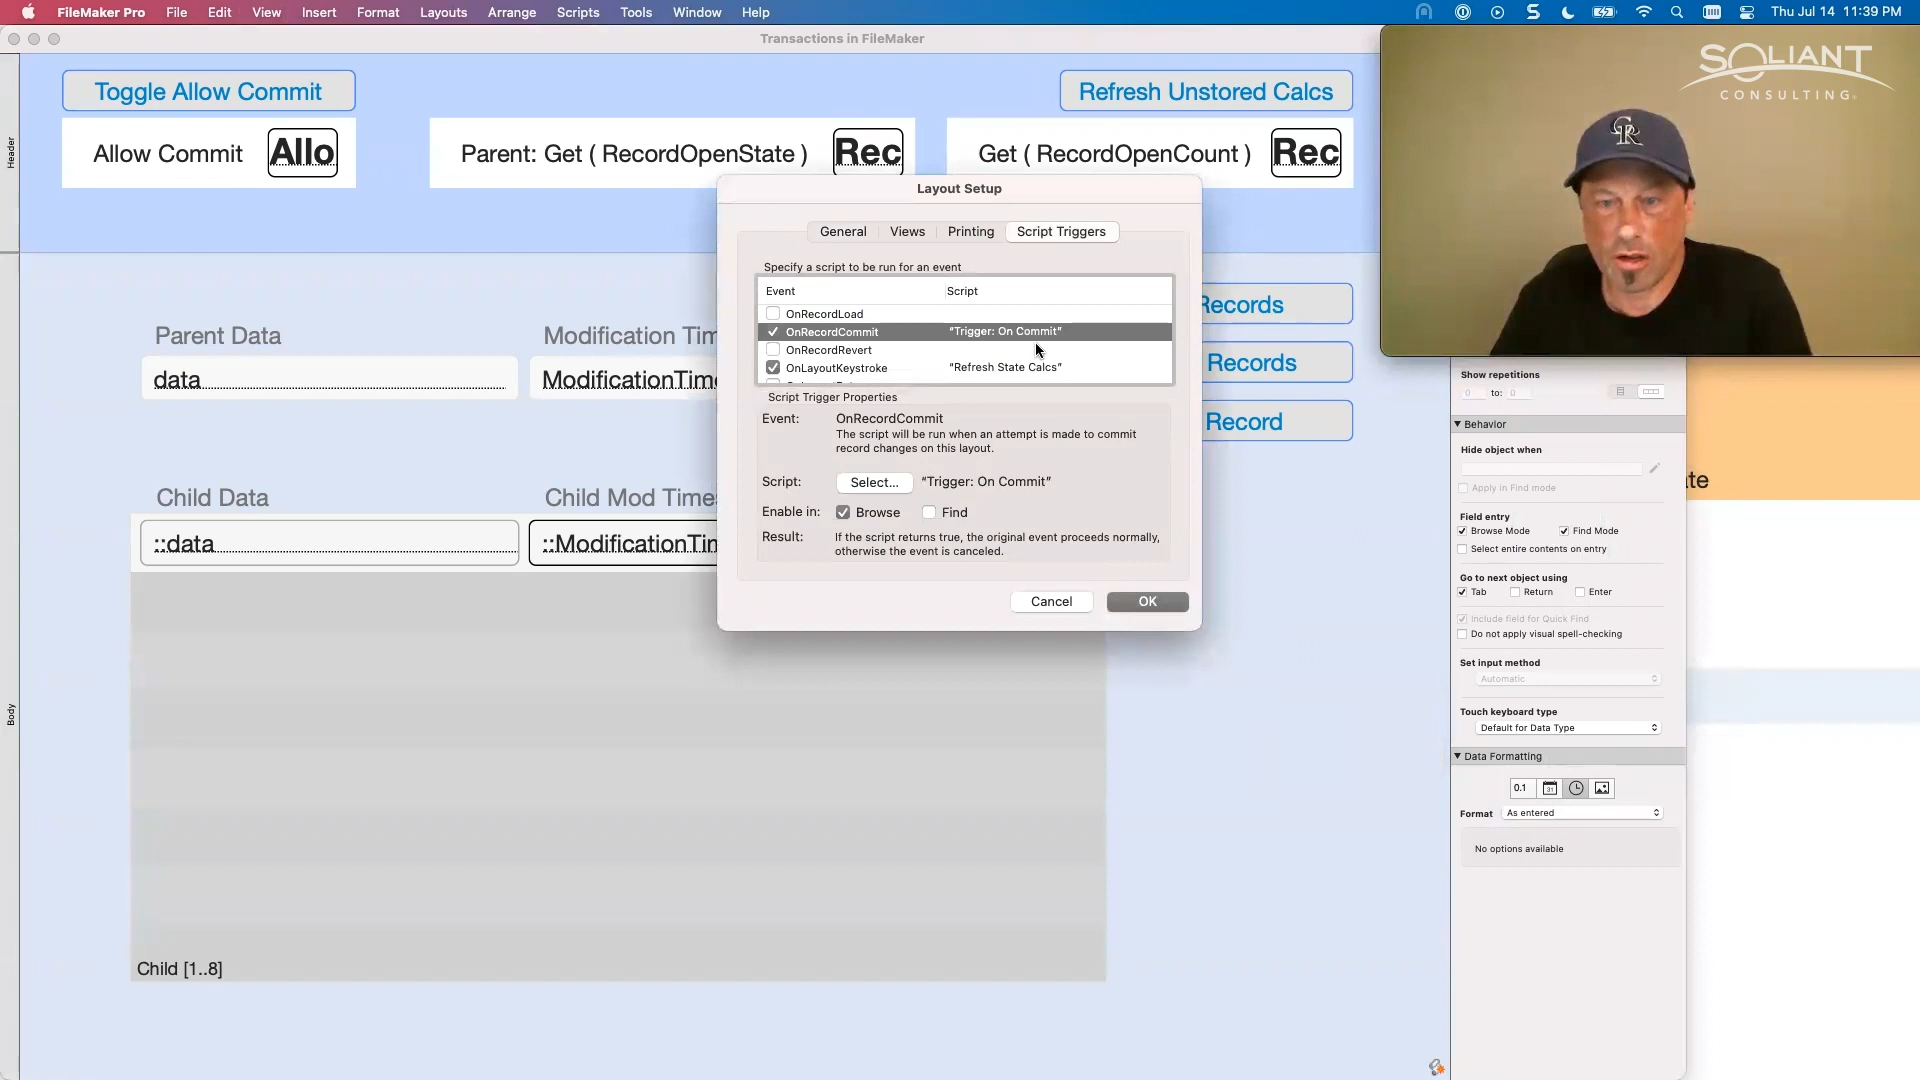 FileMaker Pro File Edit View Insert Format Layouts Arrange Scripts Tools Window Help
Thu Jul 14 11:39 PM
Transactions in FileMaker
SOLIANT
CONSULTING
Toggle Allow Commit
Refresh Unstored Calcs
Header
Allow Commit Allo
Parent: Get ( RecordOpenState ) Rec
Get ( RecordOpenCount ) Rec
Layout Setup
General Views Printing Script Triggers
Specify a script to be run for an event
Event Script
OnRecordLoad
OnRecordCommit "Trigger: On Commit"
OnRecordRevert
OnLayoutKeystroke "Refresh State Calcs"
Script Trigger Properties
Event: OnRecordCommit
The script will be run when an attempt is made to commit
record changes on this layout.
Script: Select... "Trigger: On Commit"
Enable in: Browse Find
Result: If the script returns true, the original event proceeds normally,
otherwise the event is canceled.
Cancel OK
Records
Records
Record
Parent Data Modification Tim
data ModificationTime
Child Data Child Mod Times
::data ::ModificationTim
Body
Child [1..8]
Show repetitions
0 to: 0
Behavior
Hide object when
Apply in Find mode
Field entry
Browse Mode Find Mode
Select entire contents on entry
Go to next object using
Tab Return Enter
Include field for Quick Find
Do not apply visual spell-checking
Set input method
Automatic
Touch keyboard type
Default for Data Type
Data Formatting
0.1
Format As entered
No options available